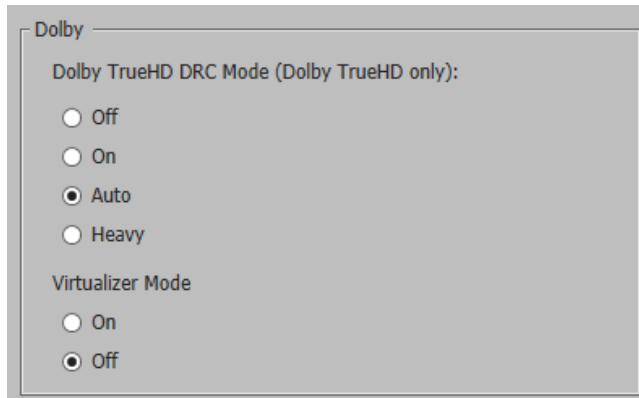 Dolby
Dolby TrueHD DRC Mode (Dolby TrueHD only):
Off
On
Auto
Heavy
Virtualizer Mode
On
Off